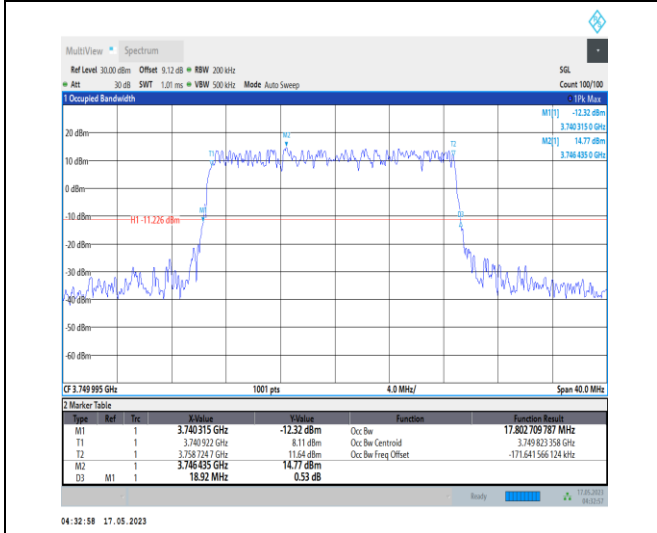 MultiView Spectrum
Ref Level 30.00 dBm Offset 9.12 dB RBW 200 kHz SGL
Att 30 dB SWT 1.01 ms VBW 500 kHz Mode Auto Sweep Count 100/100
1 Occupied Bandwidth 1Pk Max
M1[1] -12.32 dBm
3.740 315 0 GHz
M2[1] 14.77 dBm
3.746 435 0 GHz
20 dBm
M2
T1
T2
10 dBm
0 dBm
M1
D3
-10 dBm
H1 -11.226 dBm
-20 dBm
-30 dBm
-40 dBm
-50 dBm
-60 dBm
CF 3.749 995 GHz 1001 pts 4.0 MHz/ Span 40.0 MHz
2 Marker Table
Type Ref Trc X-Value Y-Value Function Function Result
M1 1 3.740 315 GHz -12.32 dBm Occ Bw 17.802 709 787 MHz
T1 1 3.740 922 GHz 8.11 dBm Occ Bw Centroid 3.749 823 358 GHz
T2 1 3.758 724 7 GHz 11.64 dBm Occ Bw Freq Offset -171.641 566 124 kHz
M2 1 3.746 435 GHz 14.77 dBm
D3 M1 1 18.92 MHz 0.53 dB
Ready 17.05.2023
04:32:57
04:32:58 17.05.2023